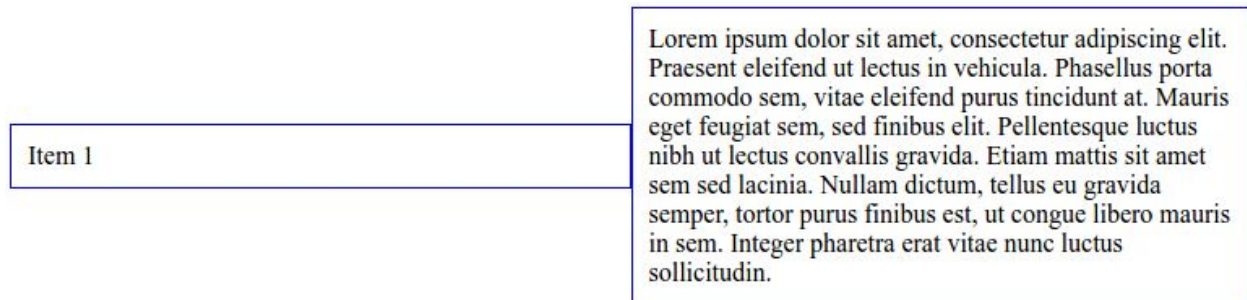 Item 1
Lorem ipsum dolor sit amet, consectetur adipiscing elit.
Praesent eleifend ut lectus in vehicula. Phasellus porta
commodo sem, vitae eleifend purus tincidunt at. Mauris
eget feugiat sem, sed finibus elit. Pellentesque luctus
nibh ut lectus convallis gravida. Etiam mattis sit amet
sem sed lacinia. Nullam dictum, tellus eu gravida
semper, tortor purus finibus est, ut congue libero mauris
in sem. Integer pharetra erat vitae nunc luctus
sollicitudin.